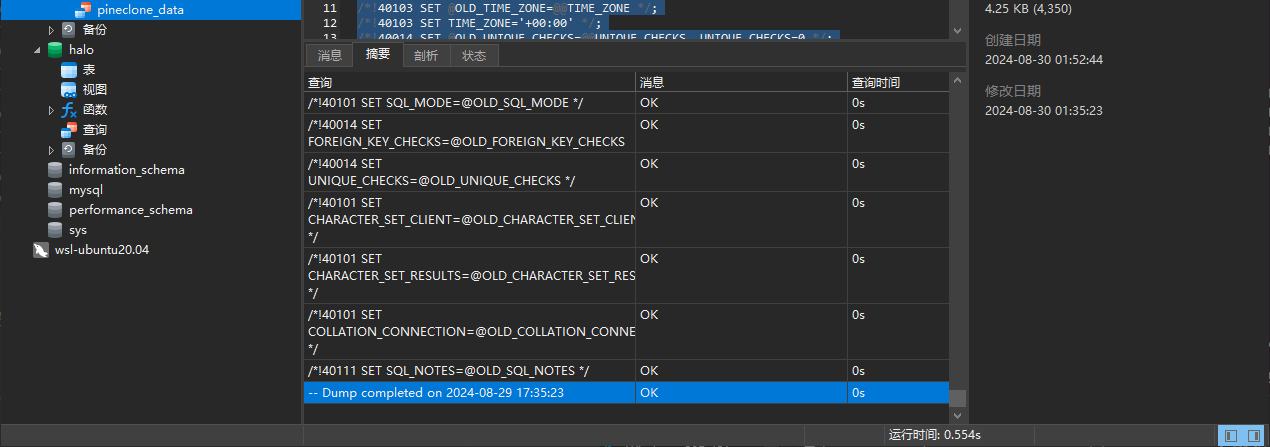 pineclone_data
备份
halo
表
视图
函数
查询
备份
information_schema
mysql
performance_schema
sys
wsl-ubuntu20.04
11 /*!40103 SET @OLD_TIME_ZONE=@@TIME_ZONE */;
12 /*!40103 SET TIME_ZONE='+00:00' */;
13 /*!40014 SET @OLD_UNIQUE_CHECKS=@@UNIQUE_CHECKS, UNIQUE_CHECKS=0 */;
消息 摘要 剖析 状态
查询 消息 查询时间
/*!40101 SET SQL_MODE=@OLD_SQL_MODE */ OK 0s
/*!40014 SET OK 0s
FOREIGN_KEY_CHECKS=@OLD_FOREIGN_KEY_CHECKS
/*!40014 SET OK 0s
UNIQUE_CHECKS=@OLD_UNIQUE_CHECKS */
/*!40101 SET OK 0s
CHARACTER_SET_CLIENT=@OLD_CHARACTER_SET_CLIEN
*/
/*!40101 SET OK 0s
CHARACTER_SET_RESULTS=@OLD_CHARACTER_SET_RES
*/
/*!40101 SET OK 0s
COLLATION_CONNECTION=@OLD_COLLATION_CONNE
*/
/*!40111 SET SQL_NOTES=@OLD_SQL_NOTES */ OK 0s
-- Dump completed on 2024-08-29 17:35:23 OK 0s
4.25 KB (4,350)
创建日期
2024-08-30 01:52:44
修改日期
2024-08-30 01:35:23
运行时间: 0.554s